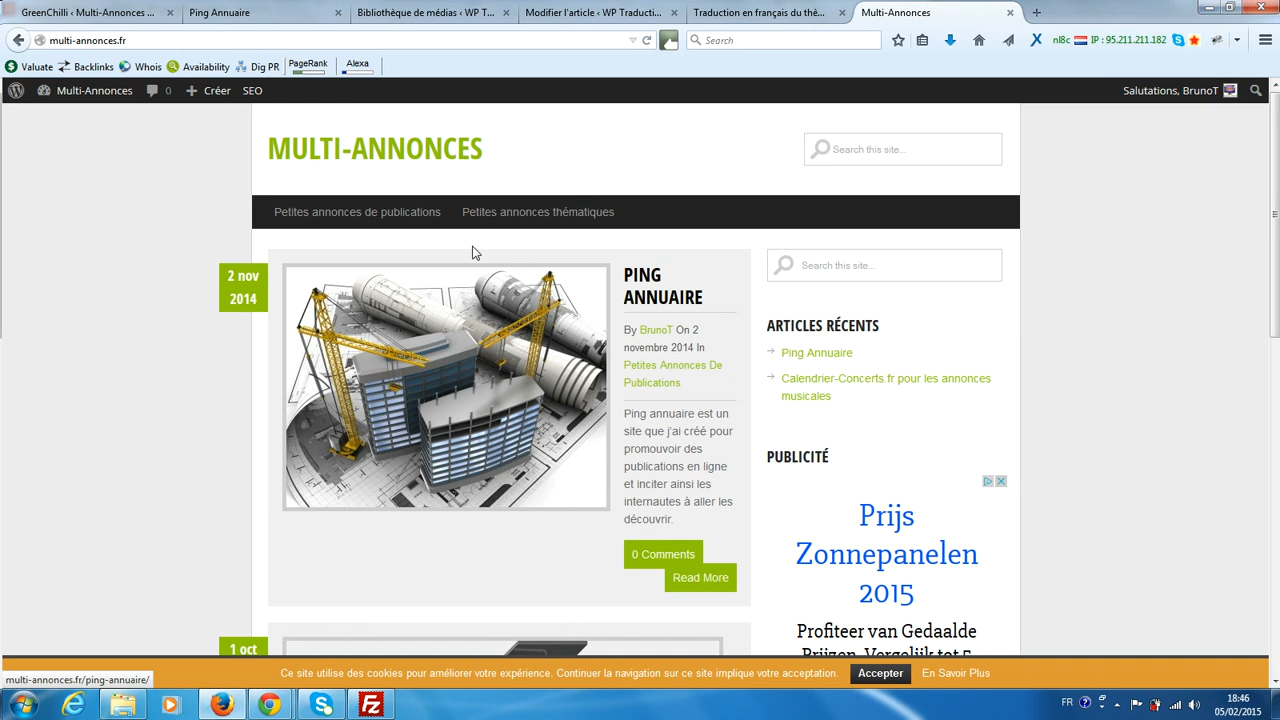 GreenChili ‹ Multi-Annonces ...
Ping Annuaire
Bibliothèque de médias ‹ WP T...
Modifier l'article ‹ WP Traductio...
Traduction en français du thè...
Multi-Annonces
multi-annonces.fr
Search
nl8c
IP : 95.211.211.182
Valuate
Backlinks
Whois
Availability
Dig PR
PageRank
Alexa
Multi-Annonces
0
+ Créer
SEO
Salutations, BrunoT
MULTI-ANNONCES
Search this site...
Petites annonces de publications
Petites annonces thématiques
2 nov
2014
PING
ANNUAIRE
By BrunoT On 2
novembre 2014 In
Petites Annonces De
Publications
Ping annuaire est un
site que j'ai créé pour
promouvoir des
publications en ligne
et inciter ainsi les
internautes à aller les
découvrir.
0 Comments
Read More
1 oct
Search this site...
ARTICLES RÉCENTS
Ping Annuaire
Calendrier-Concerts.fr pour les annonces
musicales
PUBLICITÉ
Prijs
Zonnepanelen
2015
Profiteer van Gedaalde
Prijzen. Vergelijk tot 5
Ce site utilise des cookies pour améliorer votre expérience. Continuer la navigation sur ce site implique votre acceptation.
Accepter
En Savoir Plus
multi-annonces.fr/ping-annuaire/
FR
18:46
05/02/2015